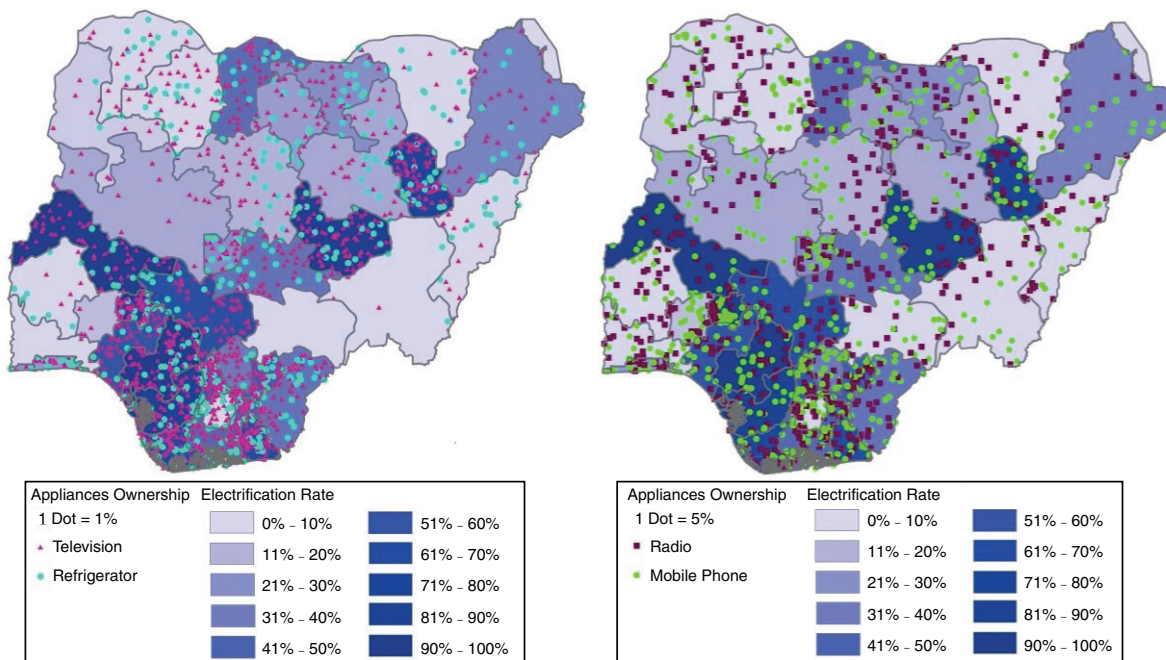 Appliances Ownership Electrification Rate
1 Dot = 1%
Television
Refrigerator
0% – 10%
11% – 20%
21% – 30%
31% – 40%
41% – 50%
51% – 60%
61% – 70%
71% – 80%
81% – 90%
90% – 100%
Appliances Ownership Electrification Rate
1 Dot = 5%
Radio
Mobile Phone
0% – 10%
11% – 20%
21% – 30%
31% – 40%
41% – 50%
51% – 60%
61% – 70%
71% – 80%
81% – 90%
90% – 100%